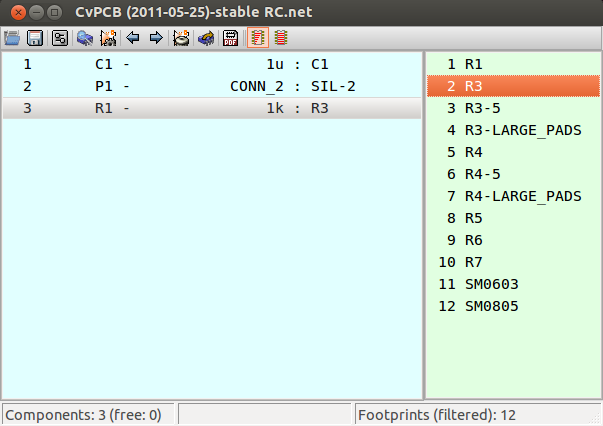 CvPCB (2011-05-25)-stable RC.net
PDF
1 C1 - 1u : C1
2 P1 - CONN_2 : SIL-2
3 R1 - 1k : R3
1 R1
2 R3
3 R3-5
4 R3-LARGE_PADS
5 R4
6 R4-5
7 R4-LARGE_PADS
8 R5
9 R6
10 R7
11 SM0603
12 SM0805
Components: 3 (free: 0)
Footprints (filtered): 12